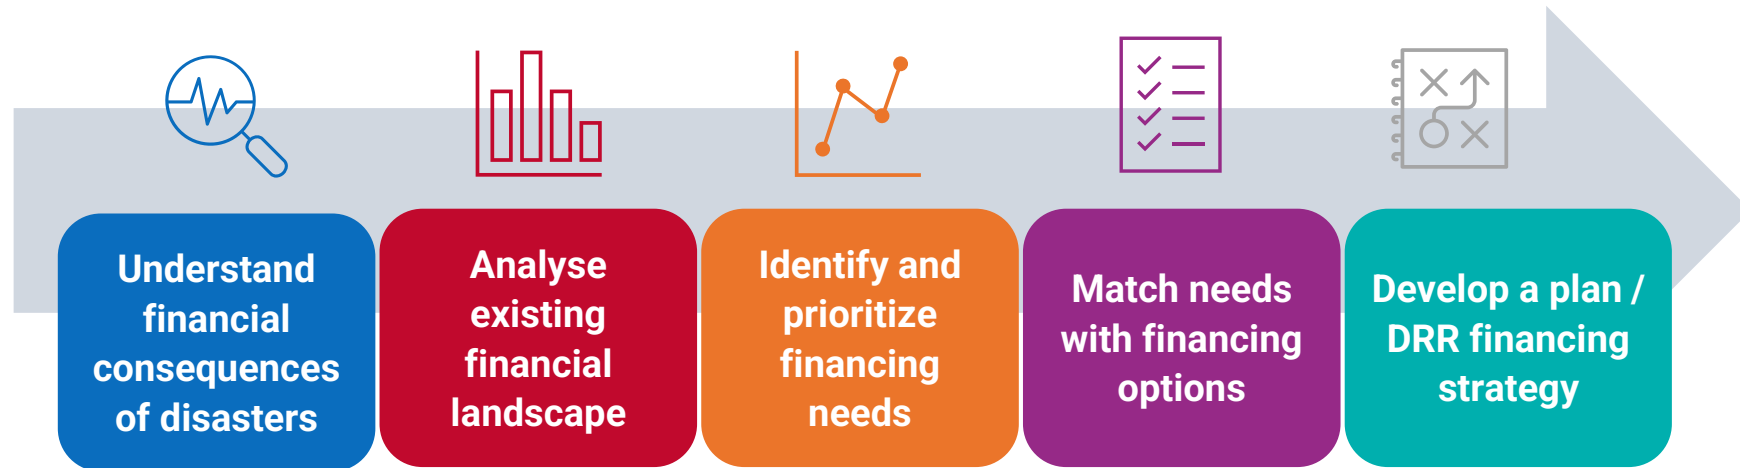 Understand
financial
consequences
of disasters
Analyse
existing
financial
landscape
Identify and
prioritize
financing
needs
Match needs
with financing
options
Develop a plan /
DRR financing
strategy